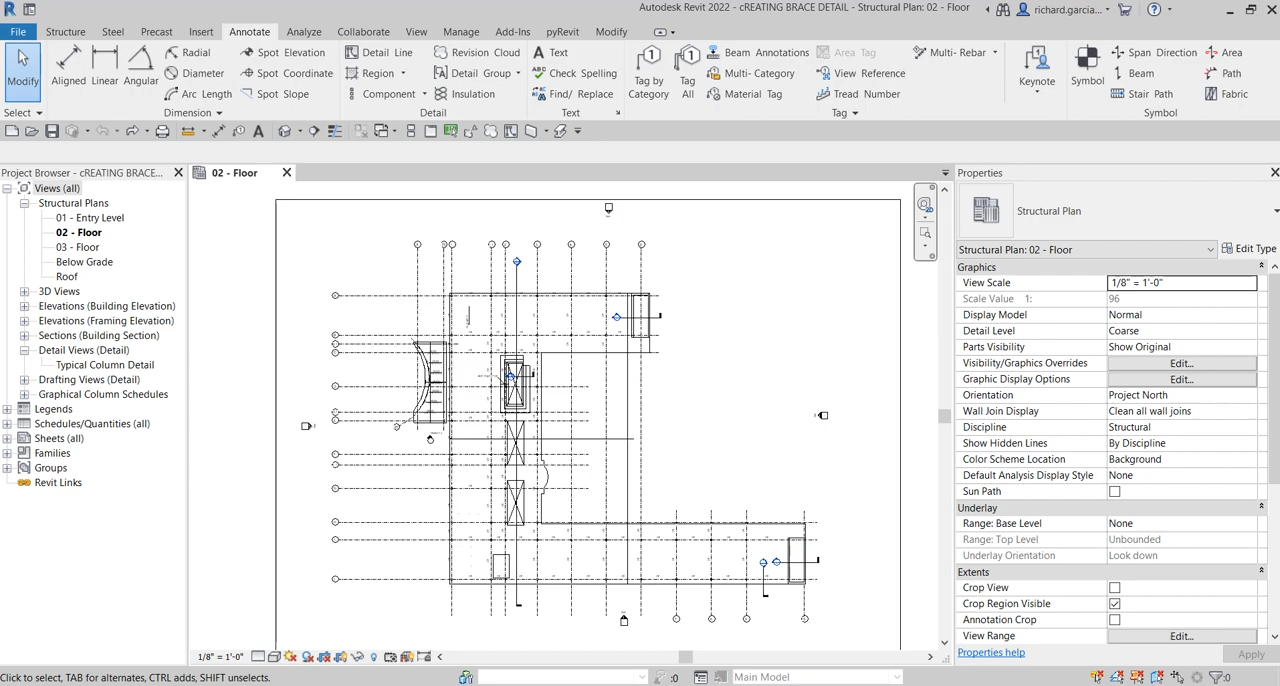 Autodesk Revit 2022 - cREATING BRACE DETAIL - Structural Plan: 02 - Floor
richard.garcia...
File Structure Steel Precast Insert Annotate Analyze Collaborate View Manage Add-Ins pyRevit Modify
Modify
Select
Aligned Linear Angular
Radial
Diameter
Arc Length
Spot Elevation
Spot Coordinate
Spot Slope
Dimension
Detail Line
Region
Component
Revision Cloud
Detail Group
Insulation
Detail
Text
Check Spelling
Find/ Replace
Text
Tag by Category
Tag All
Beam Annotations
Multi- Category
Material Tag
Area Tag
View Reference
Tread Number
Multi- Rebar
Tag
Keynote
Symbol
Span Direction
Beam
Stair Path
Area
Path
Fabric
Symbol
Project Browser - cREATING BRACE...
Views (all)
Structural Plans
01 - Entry Level
02 - Floor
03 - Floor
Below Grade
Roof
3D Views
Elevations (Building Elevation)
Elevations (Framing Elevation)
Sections (Building Section)
Detail Views (Detail)
Typical Column Detail
Drafting Views (Detail)
Graphical Column Schedules
Legends
Schedules/Quantities (all)
Sheets (all)
Families
Groups
Revit Links
02 - Floor
1/8" = 1'-0"
Properties
Structural Plan
Structural Plan: 02 - Floor Edit Type
Graphics
View Scale 1/8" = 1'-0"
Scale Value 1: 96
Display Model Normal
Detail Level Coarse
Parts Visibility Show Original
Visibility/Graphics Overrides Edit...
Graphic Display Options Edit...
Orientation Project North
Wall Join Display Clean all wall joins
Discipline Structural
Show Hidden Lines By Discipline
Color Scheme Location Background
Default Analysis Display Style None
Sun Path
Underlay
Range: Base Level None
Range: Top Level Unbounded
Underlay Orientation Look down
Extents
Crop View
Crop Region Visible
Annotation Crop
View Range Edit...
Properties help Apply
Click to select, TAB for alternates, CTRL adds, SHIFT unselects.
:0
Main Model
:0